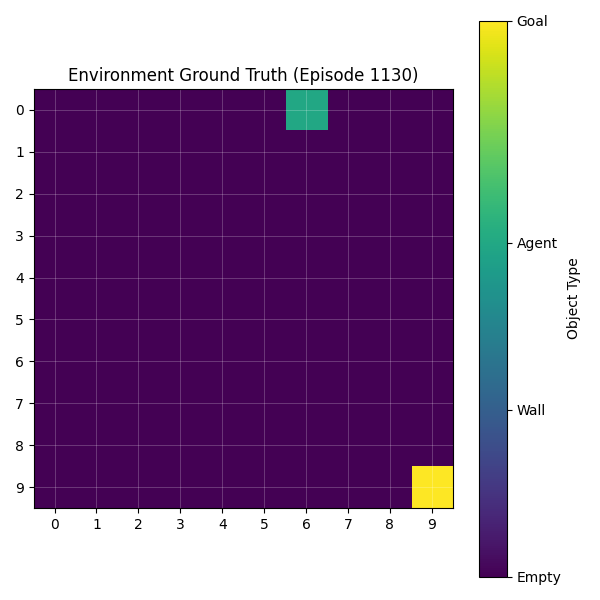 Environment Ground Truth (Episode 1130)
0
1
2
3
4
5
6
7
8
9
0 1 2 3 4 5 6 7 8 9
Goal
Agent
Wall
Empty
Object Type